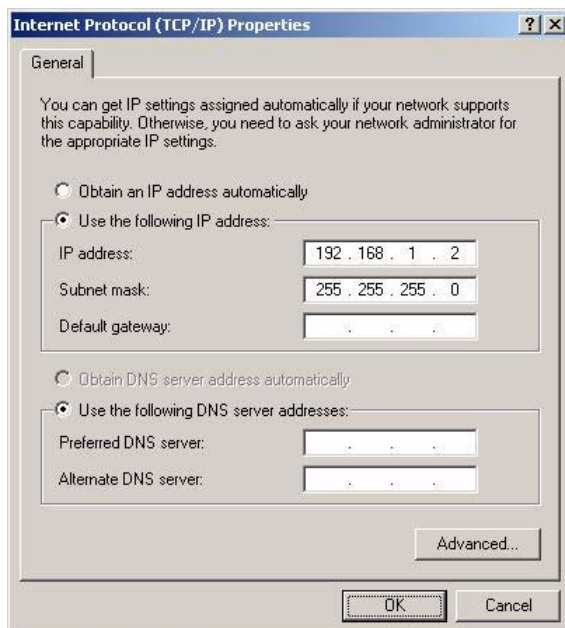 Internet Protocol (TCP/IP) Properties
General
You can get IP settings assigned automatically if your network supports
this capability. Otherwise, you need to ask your network administrator for
the appropriate IP settings.
Obtain an IP address automatically
Use the following IP address:
IP address: 192 . 168 . 1 . 2
Subnet mask: 255 . 255 . 255 . 0
Default gateway: . . .
Obtain DNS server address automatically
Use the following DNS server addresses:
Preferred DNS server: . . .
Alternate DNS server: . . .
Advanced...
OK Cancel